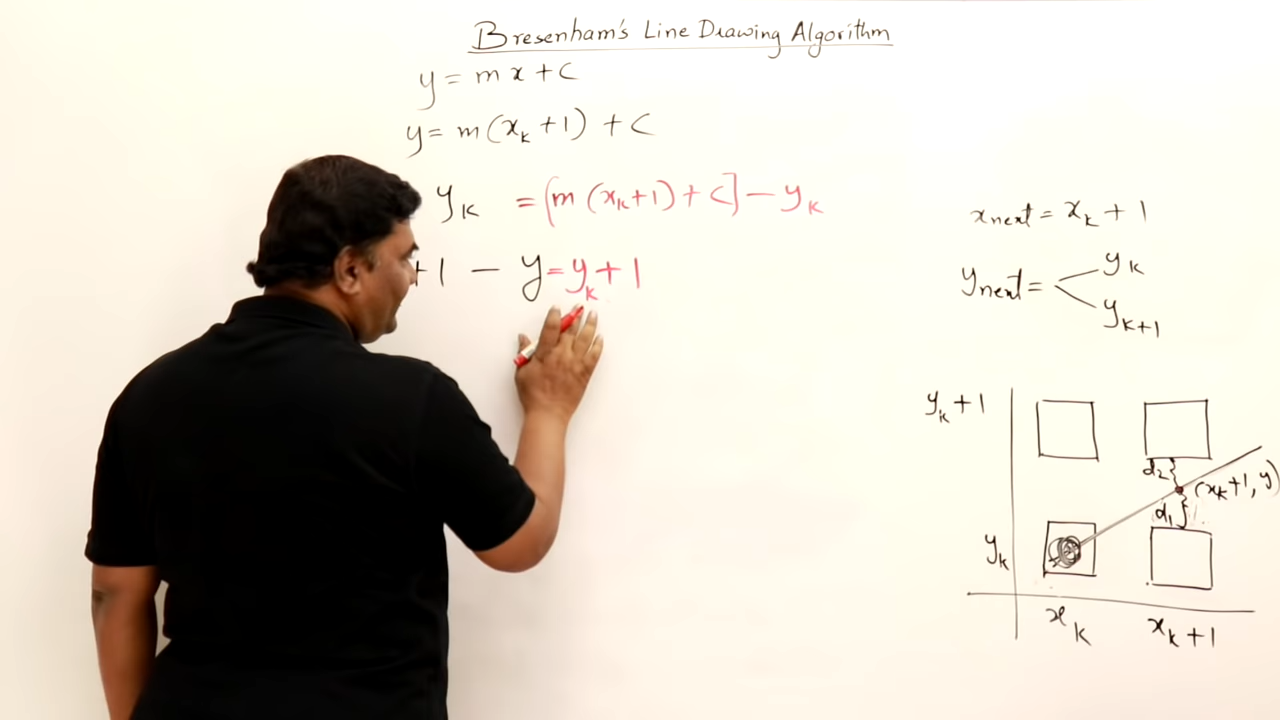 Bresenham's Line Drawing Algorithm
y = mx + C
y = m(xₖ + 1) + C
yₖ = [m(xₖ+1) + C] − yₖ
+1 − y = yₖ + 1
xₙₑₓₜ = xₖ + 1
yₙₑₓₜ =
yₖ
yₖ₊₁
yₖ + 1
d₂
(xₖ+1, y)
d₁
yₖ
xₖ
xₖ + 1